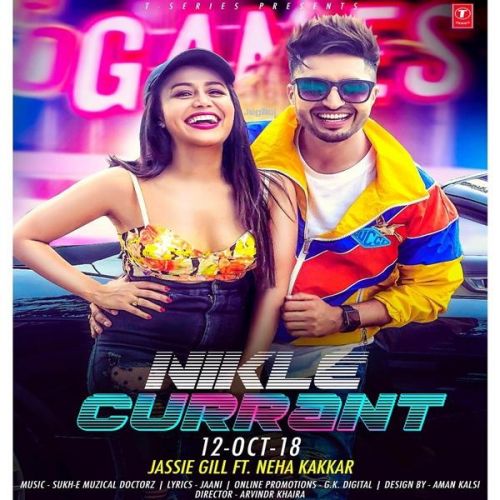 T-SERIES PRESENTS
T
GAMES
NIKLE
CURRENT
12-OCT-18
JASSIE GILL FT. NEHA KAKKAR
MUSIC - SUKH-E MUZICAL DOCTORZ | LYRICS - JAANI | ONLINE PROMOTIONS - G.K. DIGITAL | DESIGN BY - AMAN KALSI
DIRECTOR - ARVINDR KHAIRA